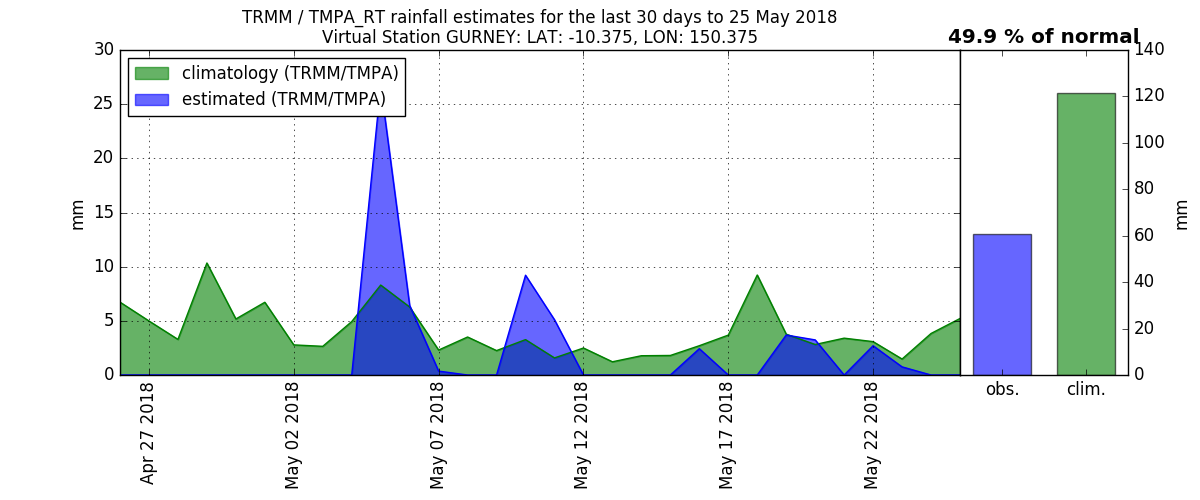 TRMM / TMPA_RT rainfall estimates for the last 30 days to 25 May 2018
Virtual Station GURNEY: LAT: -10.375, LON: 150.375
49.9 % of normal
climatology (TRMM/TMPA)
estimated (TRMM/TMPA)
30
25
20
15
10
5
0
mm
Apr 27 2018
May 02 2018
May 07 2018
May 12 2018
May 17 2018
May 22 2018
140
120
100
80
60
40
20
0
mm
obs.
clim.